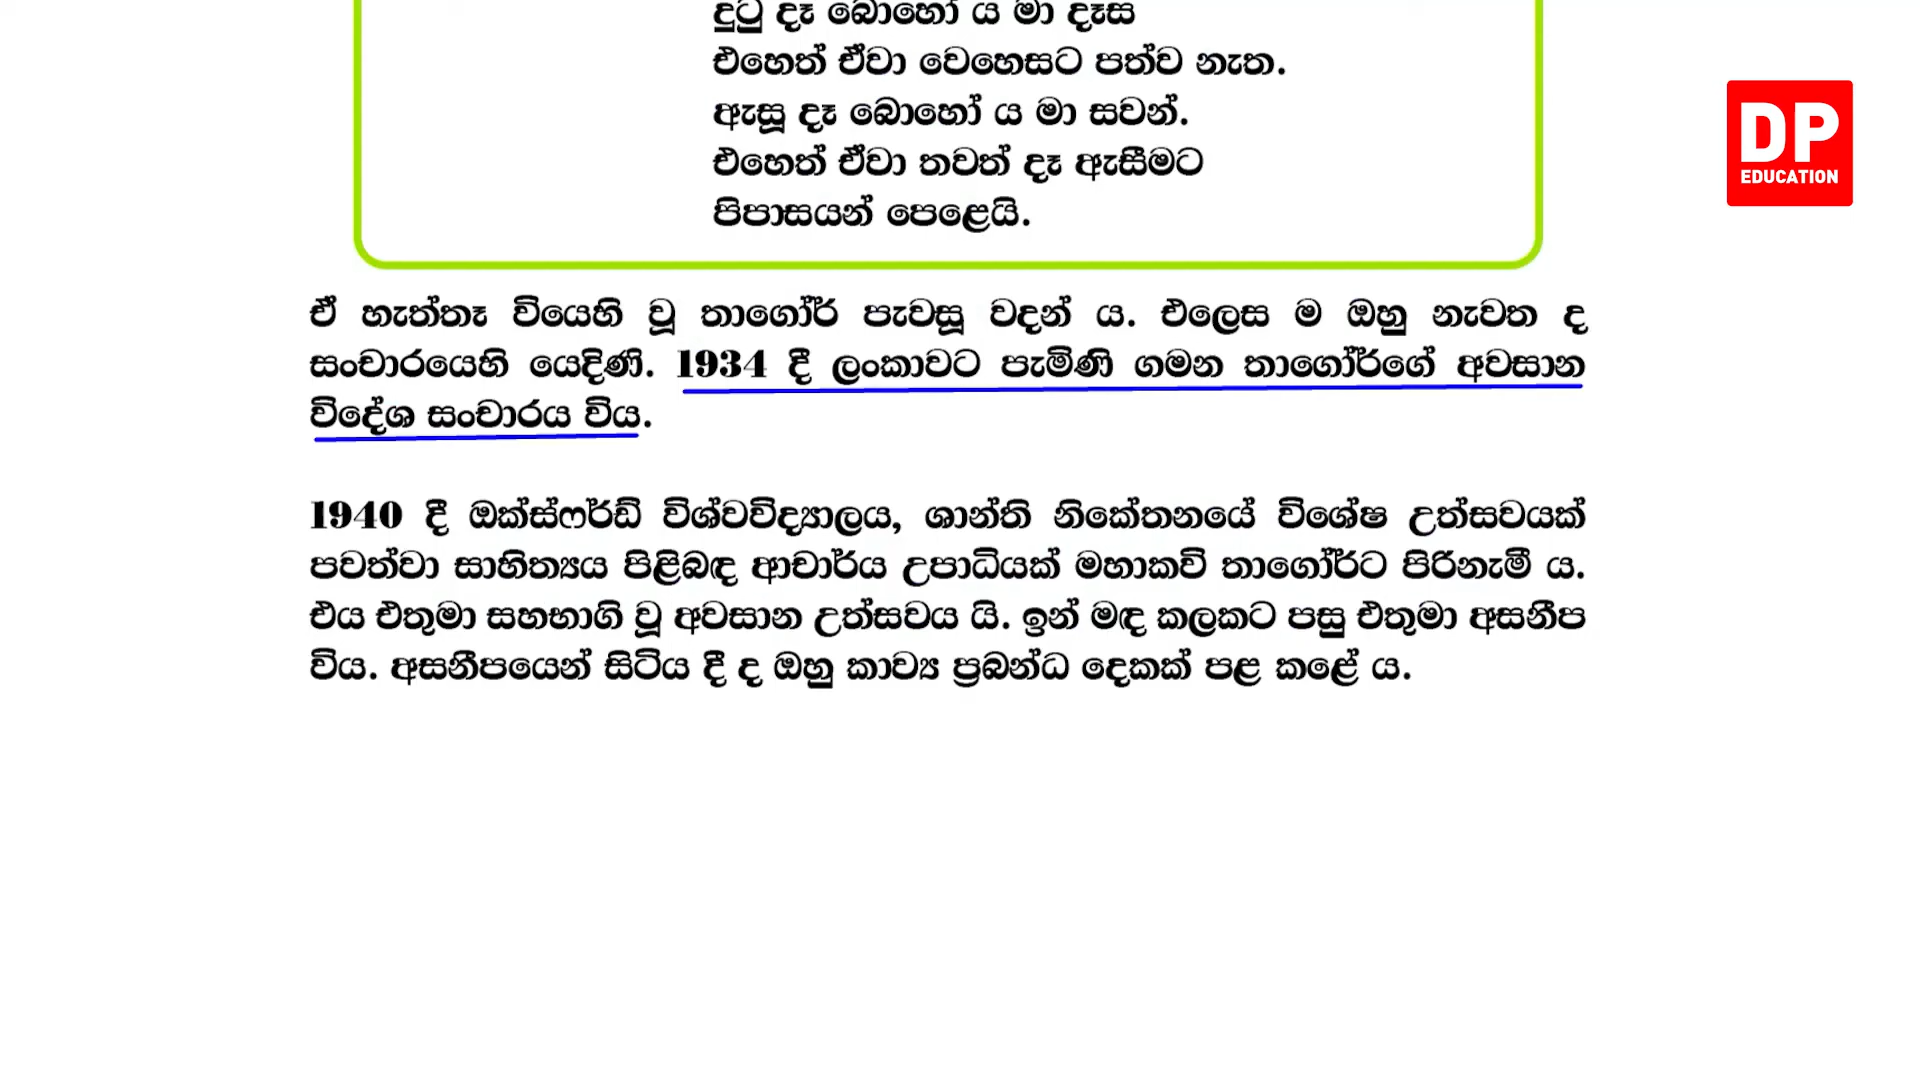 දුටු දෑ බොහෝ ය මා දෑස
එහෙත් ඒවා වෙහෙසට පත්ව නැත.
ඇසූ දෑ බොහෝ ය මා සවන්.
එහෙත් ඒවා තවත් දෑ ඇසීමට
පිපාසයන් පෙළෙයි.
DP
EDUCATION
ඒ හැත්තෑ වියෙහි වූ තාගෝර් පැවසූ වදන් ය. එලෙස ම ඔහු නැවත ද
සංචාරයෙහි යෙදිණි. 1934 දී ලංකාවට පැමිණි ගමන තාගෝර්ගේ අවසාන
විදේශ සංචාරය විය.
1940 දී ඔක්ස්ෆර්ඩ් විශ්වවිද්‍යාලය, ශාන්ති නිකේතනයේ විශේෂ උත්සවයක්
පවත්වා සාහිත්‍යය පිළිබඳ ආචාර්ය උපාධියක් මහාකවි තාගෝර්ට පිරිනැමී ය.
එය එතුමා සහභාගි වූ අවසාන උත්සවය යි. ඉන් මඳ කලකට පසු එතුමා අසනීප
විය. අසනීපයෙන් සිටිය දී ද ඔහු කාව්‍ය ප්‍රබන්ධ දෙකක් පළ කළේ ය.